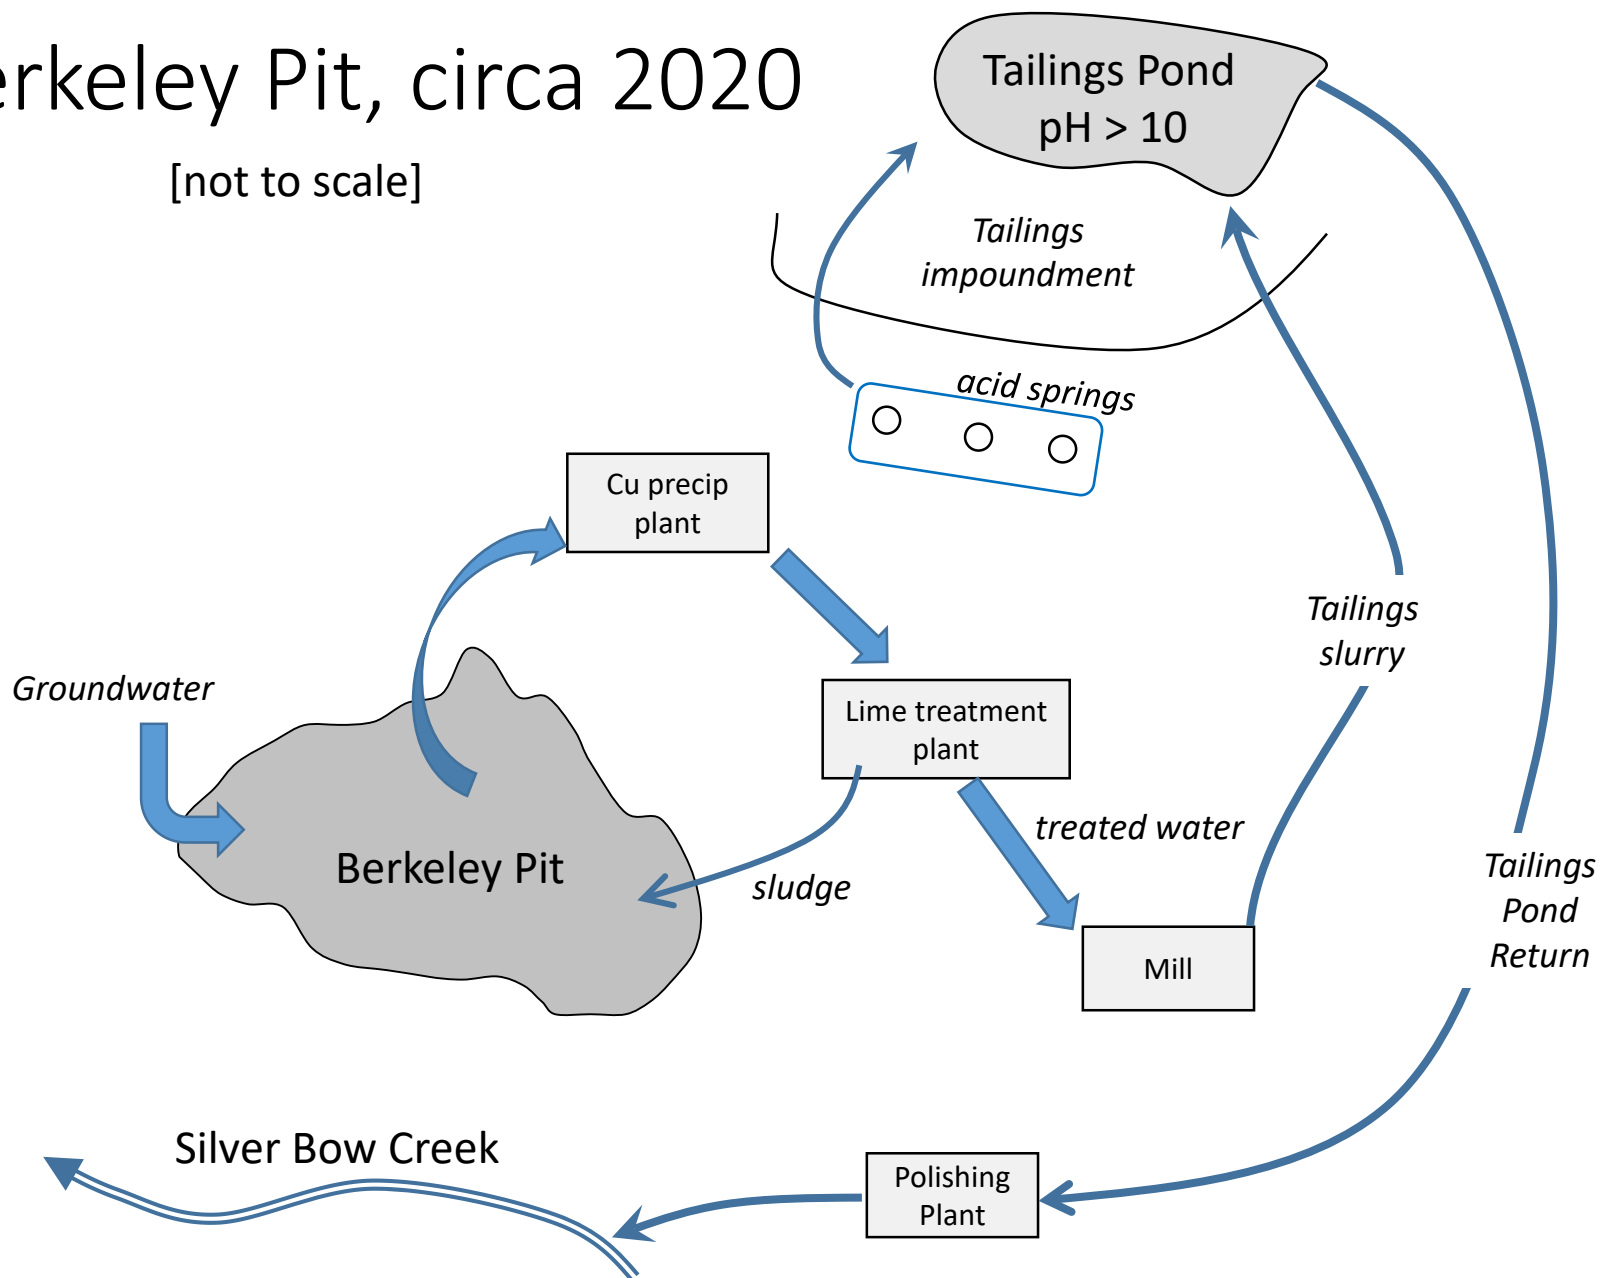 erkeley Pit, circa 2020
[not to scale]
Tailings Pond
pH > 10
Tailings
impoundment
acid springs
Cu precip
plant
Groundwater
Lime treatment
plant
Tailings
slurry
treated water
Berkeley Pit
sludge
Tailings
Pond
Return
Mill
Silver Bow Creek
Polishing
Plant